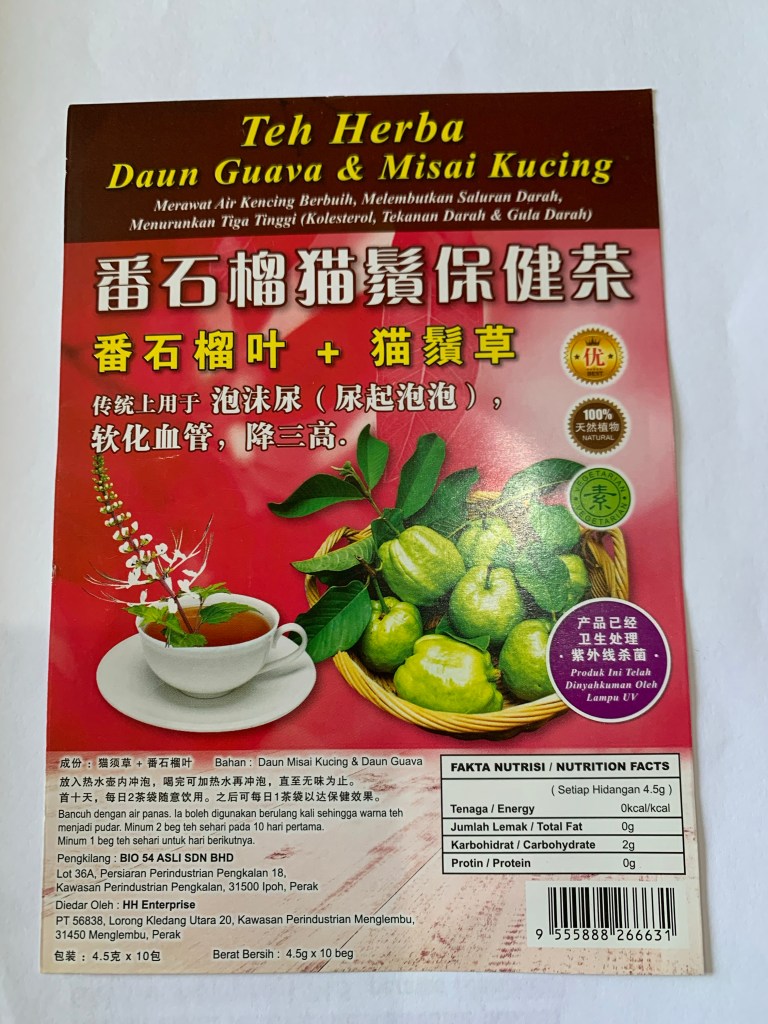 Teh Herba
Daun Guava & Misai Kucing
Merawat Air Kencing Berbuih, Melembutkan Saluran Darah,
Menurunkan Tiga Tinggi (Kolesterol, Tekanan Darah & Gula Darah)
番石榴猫鬚保健茶
番石榴叶 + 猫鬚草
传统上用于 泡沫尿（尿起泡泡），
软化血管，降三高.
优
BEST
100%
天然植物
NATURAL
VEGETARIAN
素
VEGETARIAN
产品已经
卫生处理
· 紫外线杀菌 ·
Produk Ini Telah
Dinyahkuman Oleh
Lampu UV
成份 : 猫须草 + 番石榴叶 Bahan : Daun Misai Kucing & Daun Guava
放入热水壶内冲泡，喝完可加热水再冲泡，直至无味为止。
首十天，每日2茶袋随意饮用。之后可每日1茶袋以达保健效果。
Bancuh dengan air panas. Ia boleh digunakan berulang kali sehingga warna teh
menjadi pudar. Minum 2 beg teh sehari pada 10 hari pertama.
Minum 1 beg teh sehari untuk hari berikutnya.
Pengkilang : BIO 54 ASLI SDN BHD
Lot 36A, Persiaran Perindustrian Pengkalan 18,
Kawasan Perindustrian Pengkalan, 31500 Ipoh, Perak
Diedar Oleh : HH Enterprise
PT 56838, Lorong Kledang Utara 20, Kawasan Perindustrian Menglembu,
31450 Menglembu, Perak
包装 : 4.5克 x 10包 Berat Bersih : 4.5g x 10 beg
FAKTA NUTRISI / NUTRITION FACTS
( Setiap Hidangan 4.5g )
Tenaga / Energy 0kcal/kcal
Jumlah Lemak / Total Fat 0g
Karbohidrat / Carbohydrate 2g
Protin / Protein 0g
9 555888 266631